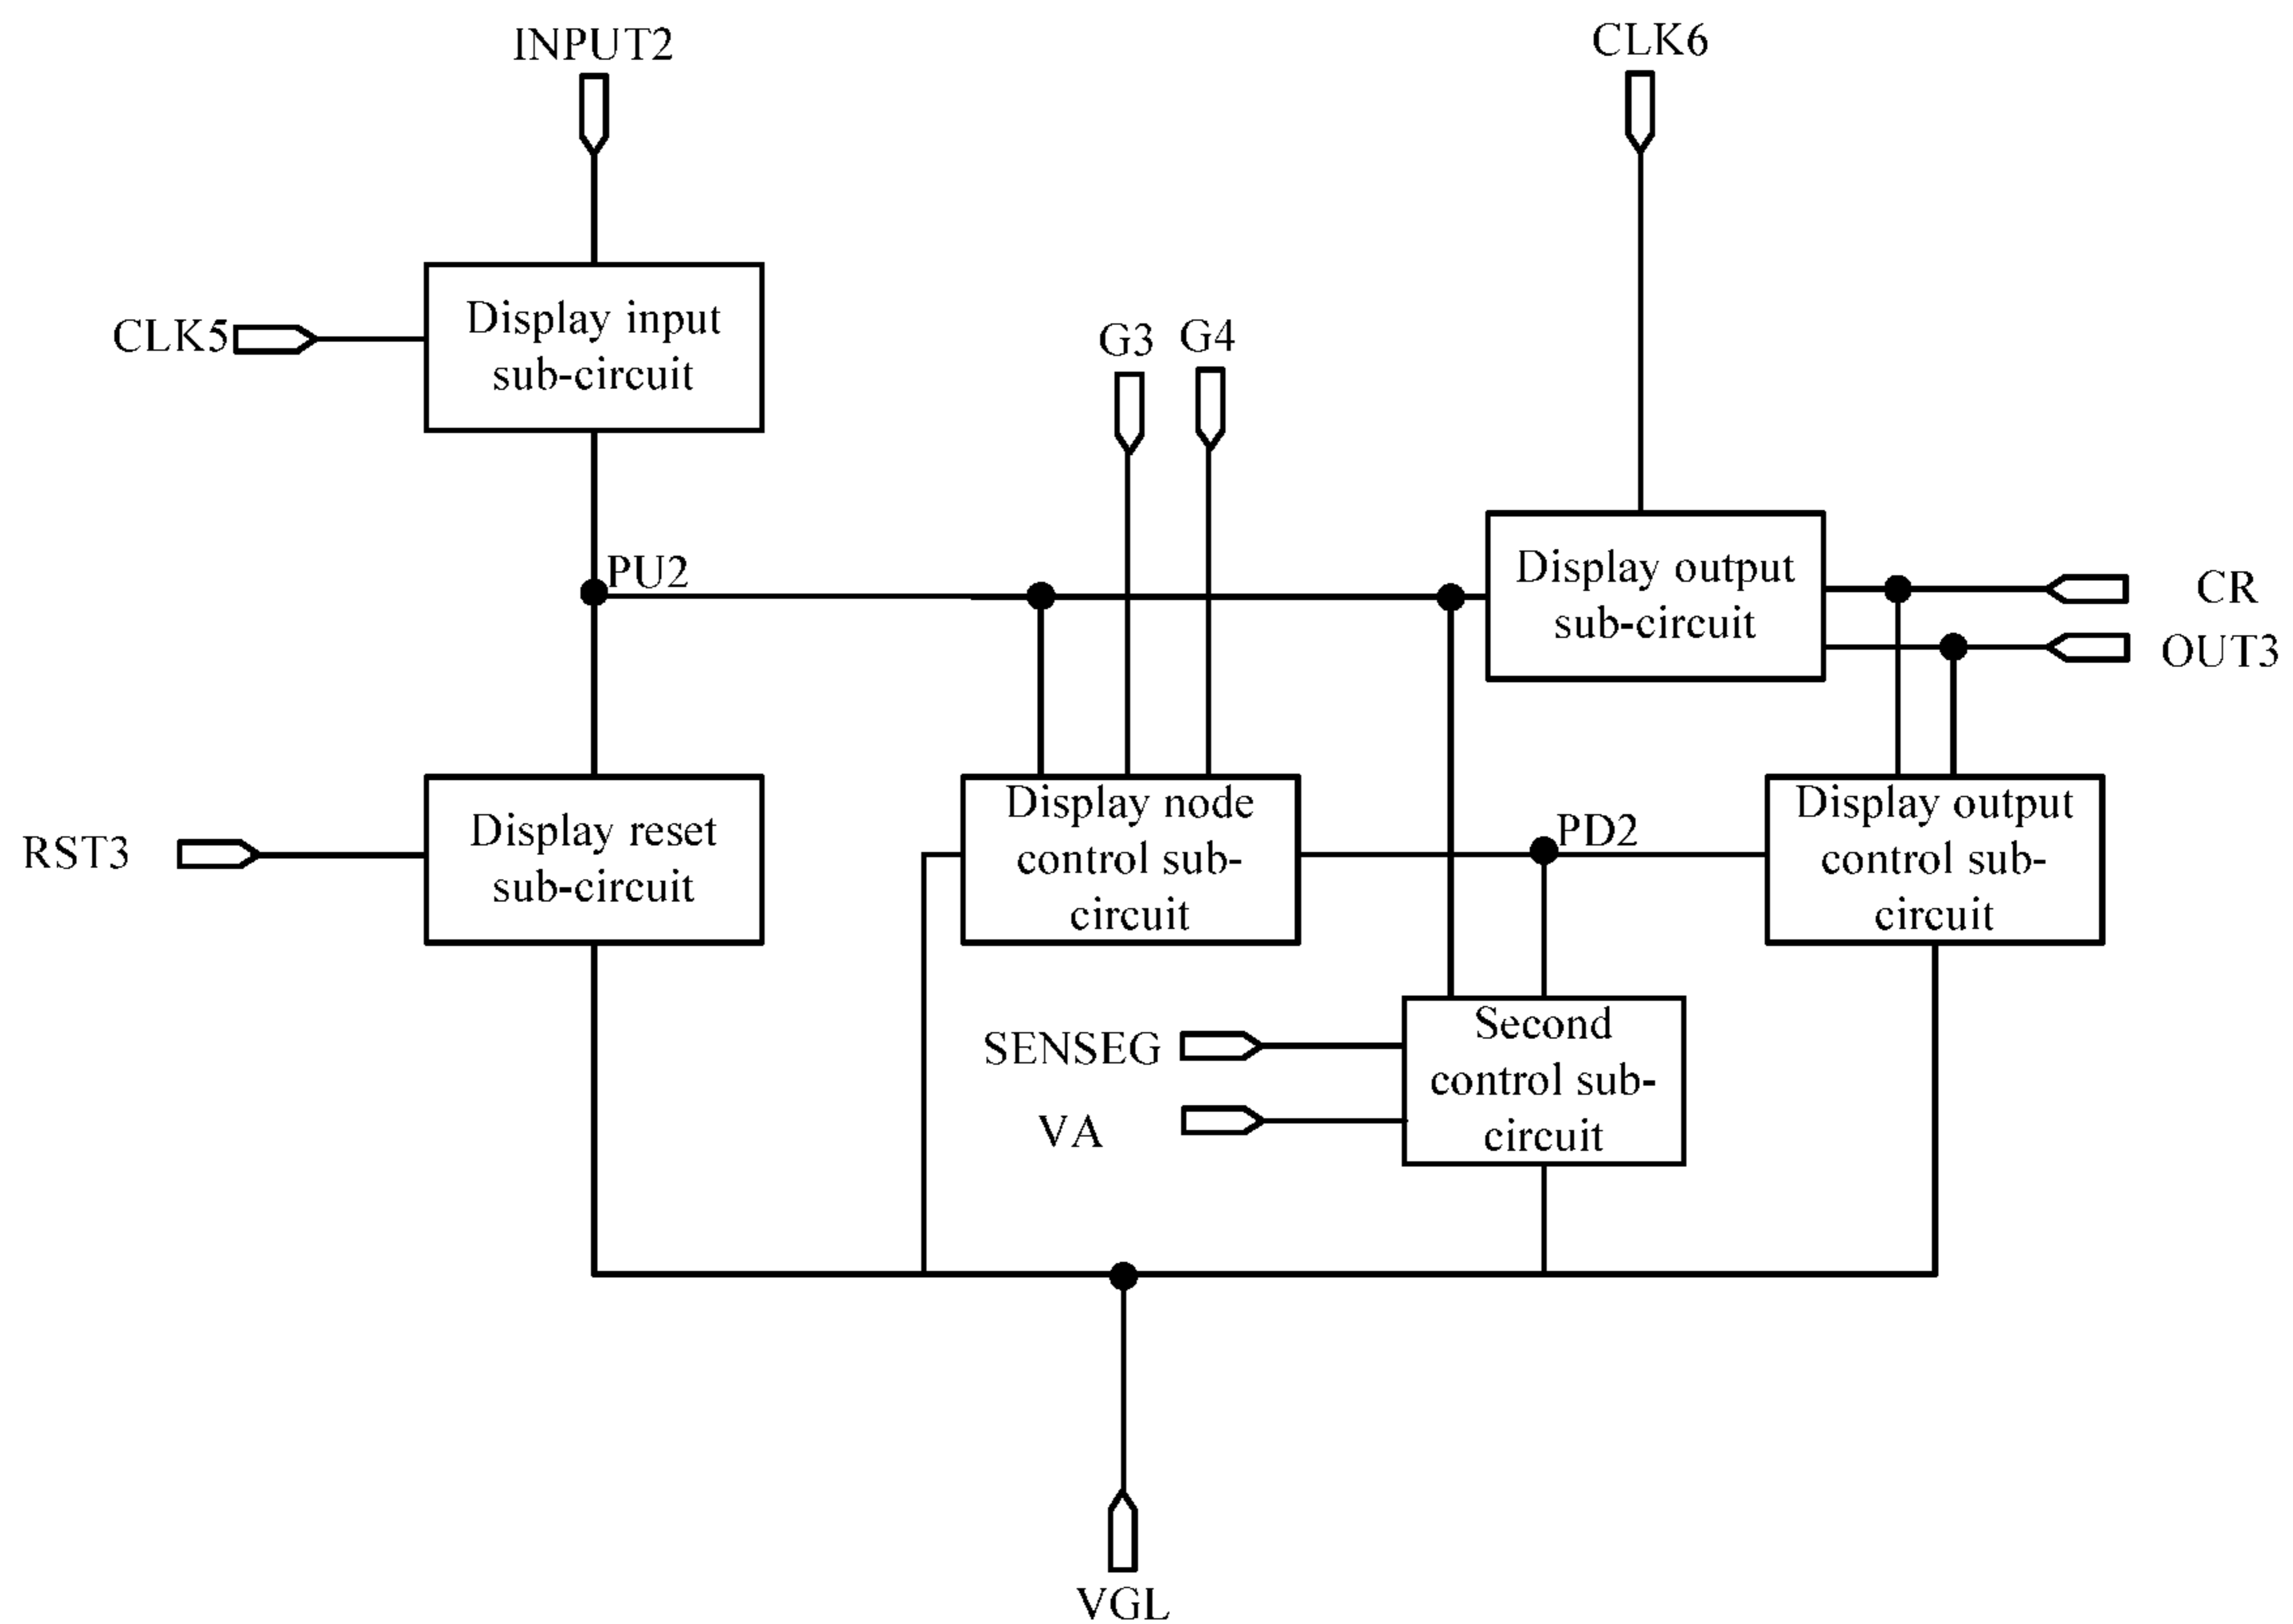 INPUT2
CLK6
CLK5
Display input
sub-circuit
G3
G4
PU2
Display output
sub-circuit
CR
OUT3
RST3
Display reset
sub-circuit
Display node
control sub-
circuit
PD2
Display output
control sub-
circuit
SENSEG
VA
Second
control sub-
circuit
VGL